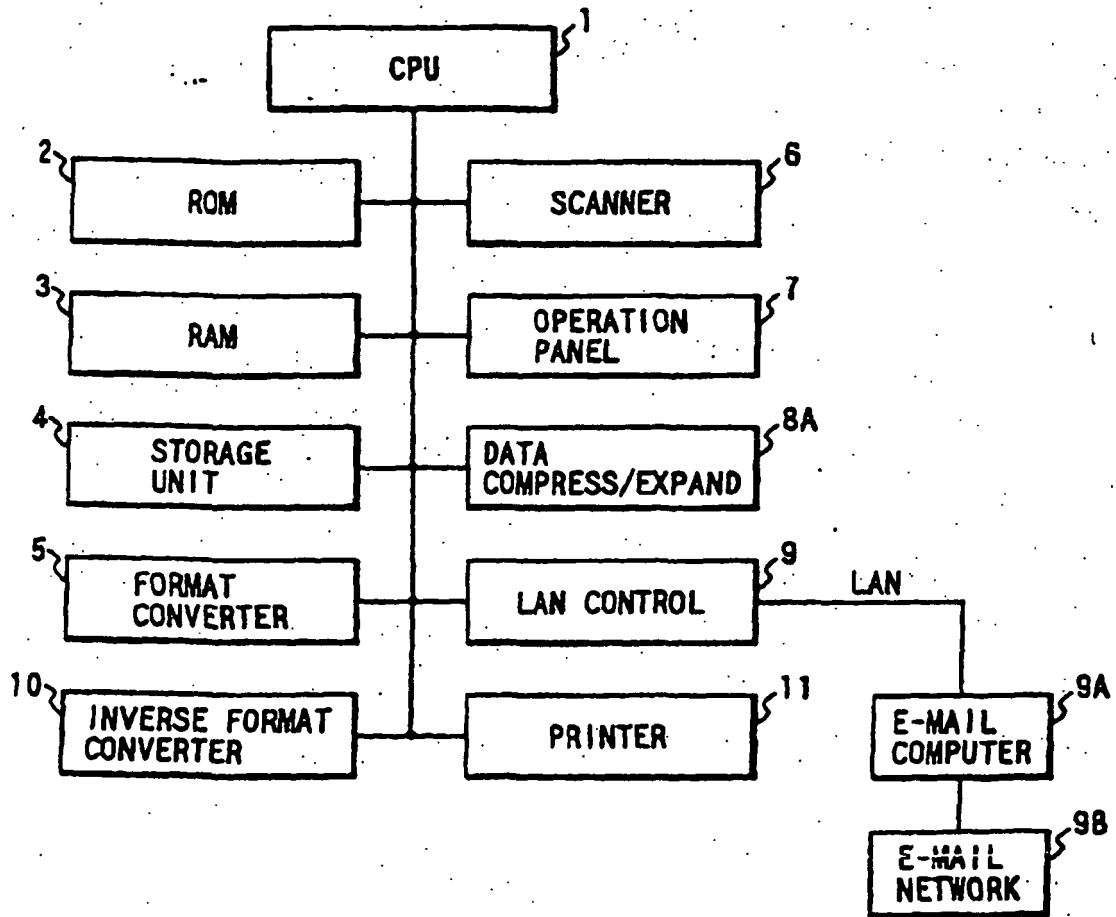 1
CPU
2
ROM
6
SCANNER
3
RAM
7
OPERATION
PANEL
4
STORAGE
UNIT
8A
DATA
COMPRESS/EXPAND
5
FORMAT
CONVERTER
9
LAN CONTROL
LAN
10
INVERSE FORMAT
CONVERTER
11
PRINTER
9A
E-MAIL
COMPUTER
9B
E-MAIL
NETWORK